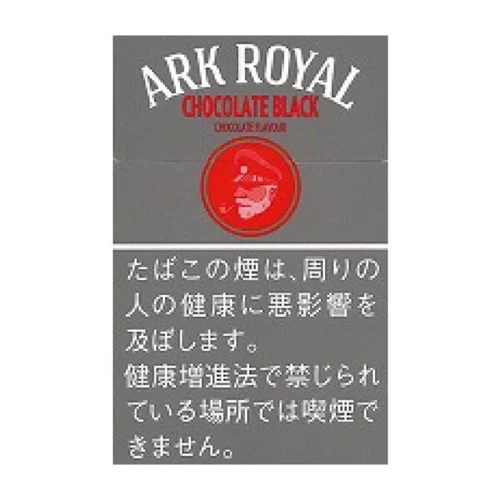 ARK ROYAL
CHOCOLATE BLACK
CHOCOLATE FLAVOUR
たばこの煙は、周りの
人の健康に悪影響を
及ぼします。
健康増進法で禁じられ
ている場所では喫煙で
きません。